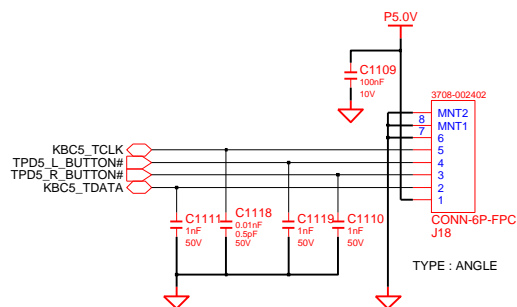 P5.0V
C1109
100nF
10V
3708-002402
MNT2
8
MNT1
7
6
5
4
3
2
1
KBC5_TCLK
TPD5_L_BUTTON#
TPD5_R_BUTTON#
KBC5_TDATA
C1111
1nF
50V
C1118
0.01nF
0.5pF
50V
C1119
1nF
50V
C1110
1nF
50V
CONN-6P-FPC
J18
TYPE : ANGLE